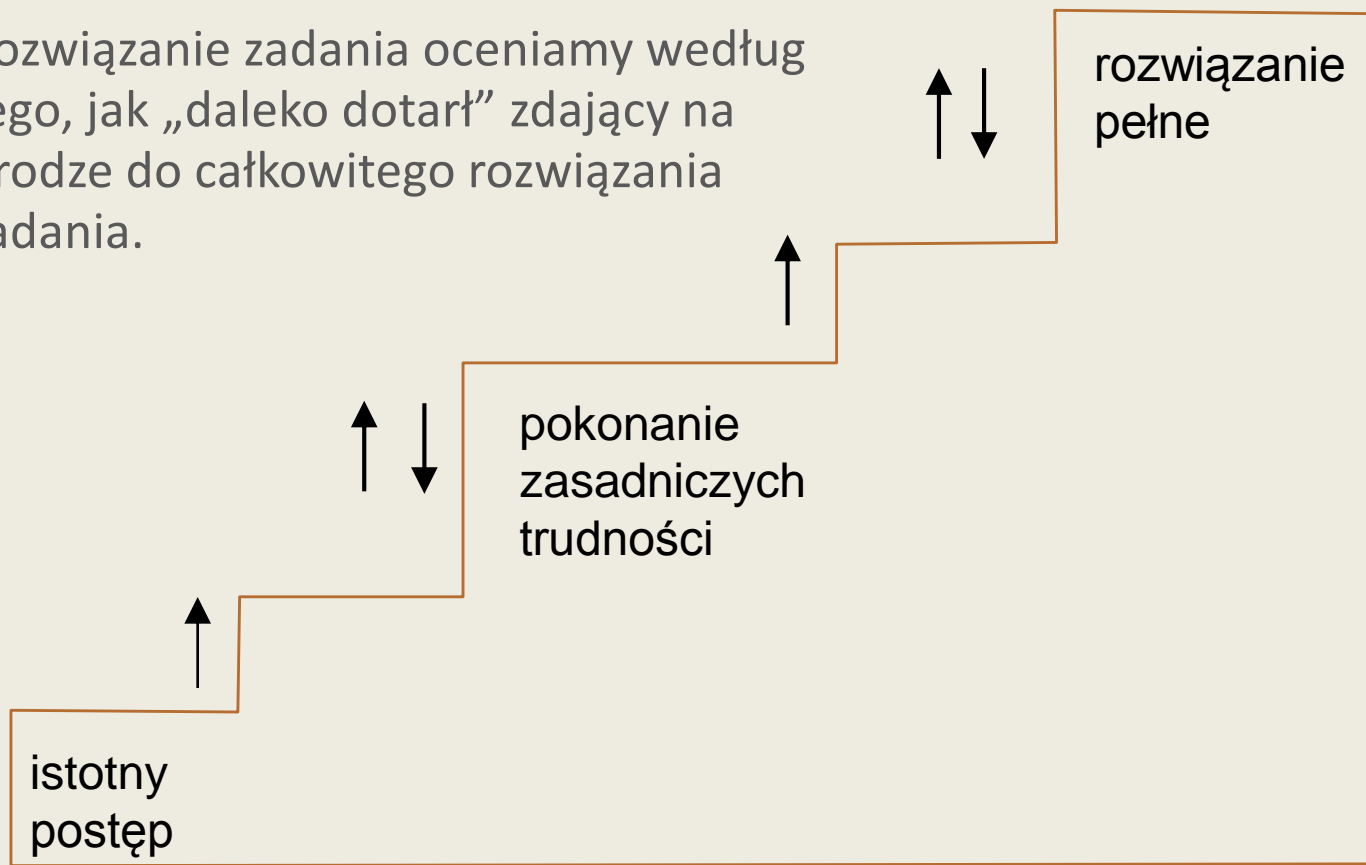 ozwiązanie zadania oceniamy według
ego, jak „daleko dotarł” zdający na
rodze do całkowitego rozwiązania
adania.
rozwiązanie
pełne
pokonanie
zasadniczych
trudności
istotny
postęp